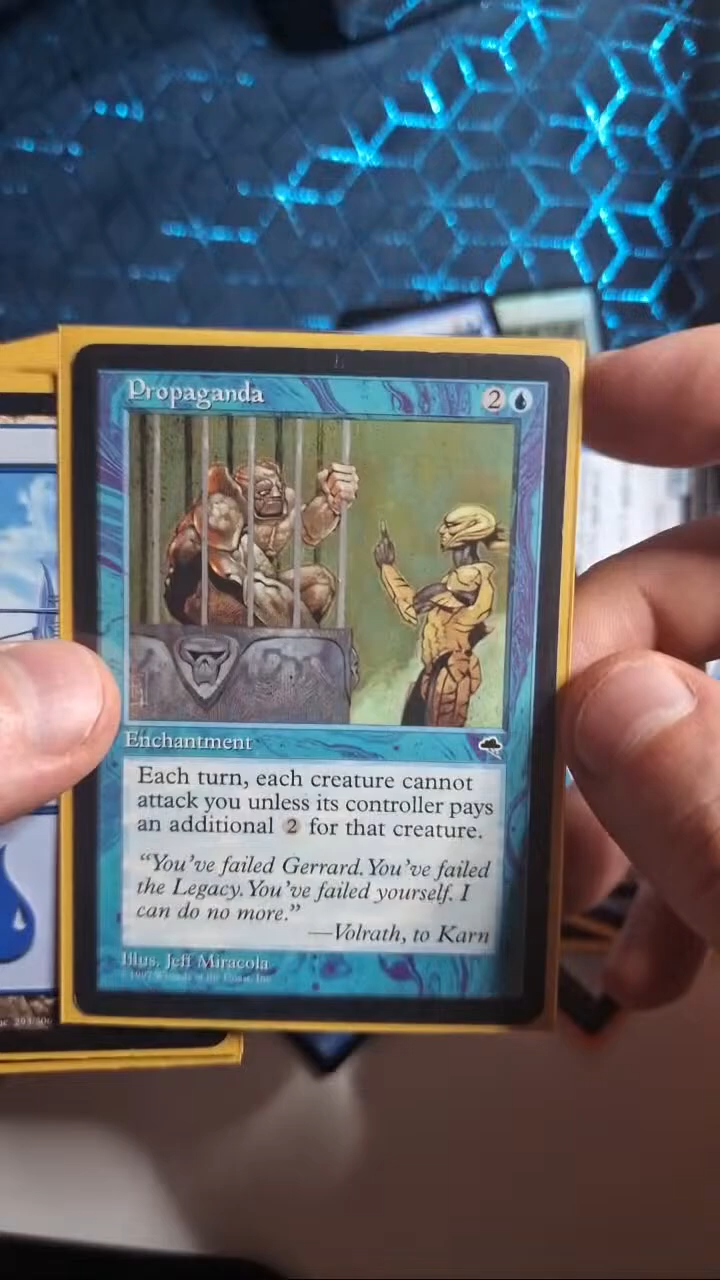 Propaganda
2
Enchantment
Each turn, each creature cannot
attack you unless its controller pays
an additional 2 for that creature.
“You’ve failed Gerrard. You’ve failed
the Legacy. You’ve failed yourself. I
can do no more.”
—Volrath, to Karn
Illus. Jeff Miracola
© 1997 Wizards of the Coast, Inc.